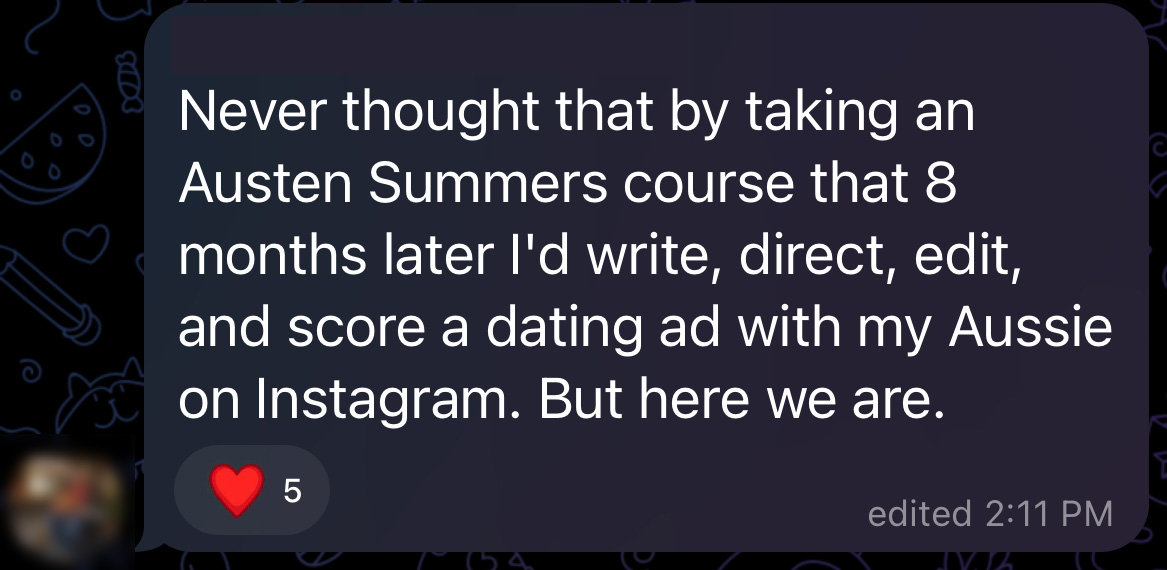 Never thought that by taking an
Austen Summers course that 8
months later I'd write, direct, edit,
and score a dating ad with my Aussie
on Instagram. But here we are.
❤️ 5
edited 2:11 PM